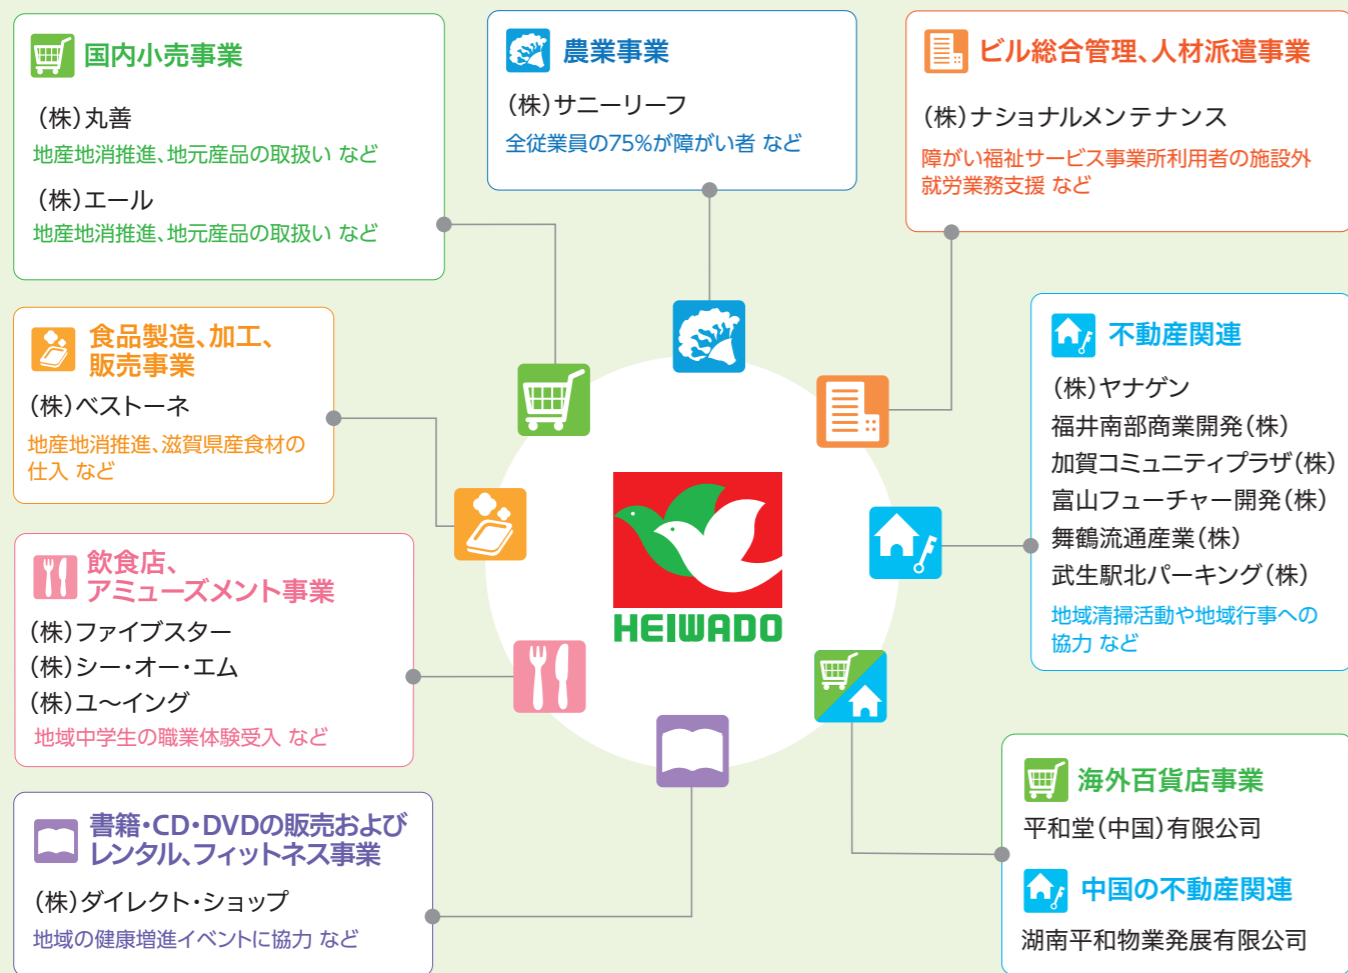 国内小売事業
(株)丸善
地産地消推進、地元産品の取扱い など
(株)エール
地産地消推進、地元産品の取扱い など
農業事業
(株)サニーリーフ
全従業員の75%が障がい者 など
ビル総合管理、人材派遣事業
(株)ナショナルメンテナンス
障がい福祉サービス事業所利用者の施設外
就労業務支援 など
食品製造、加工、
販売事業
(株)ベストーネ
地産地消推進、滋賀県産食材の
仕入 など
不動産関連
(株)ヤナゲン
福井南部商業開発(株)
加賀コミュニティプラザ(株)
富山フューチャー開発(株)
舞鶴流通産業(株)
武生駅北パーキング(株)
地域清掃活動や地域行事への
協力 など
HEIWADO
飲食店、
アミューズメント事業
(株)ファイブスター
(株)シー・オー・エム
(株)ユ〜イング
地域中学生の職業体験受入 など
海外百貨店事業
平和堂(中国)有限公司
中国の不動産関連
湖南平和物業発展有限公司
書籍・CD・DVDの販売および
レンタル、フィットネス事業
(株)ダイレクト・ショップ
地域の健康増進イベントに協力 など